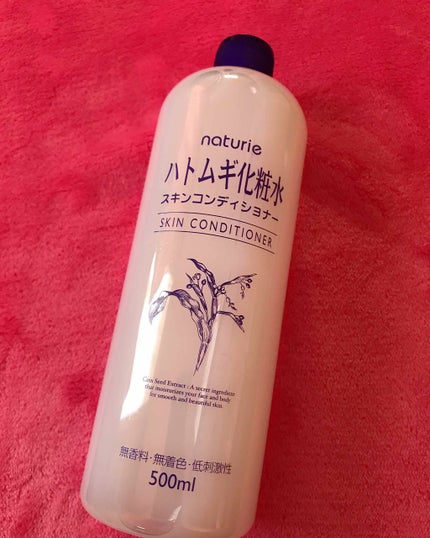 naturie
ハトムギ化粧水
スキンコンディショナー
SKIN CONDITIONER
Coix Seed Extract : A secret ingredient
that moisturizes your face and body
for smooth and beautiful skin.
無香料・無着色・低刺激性
500ml